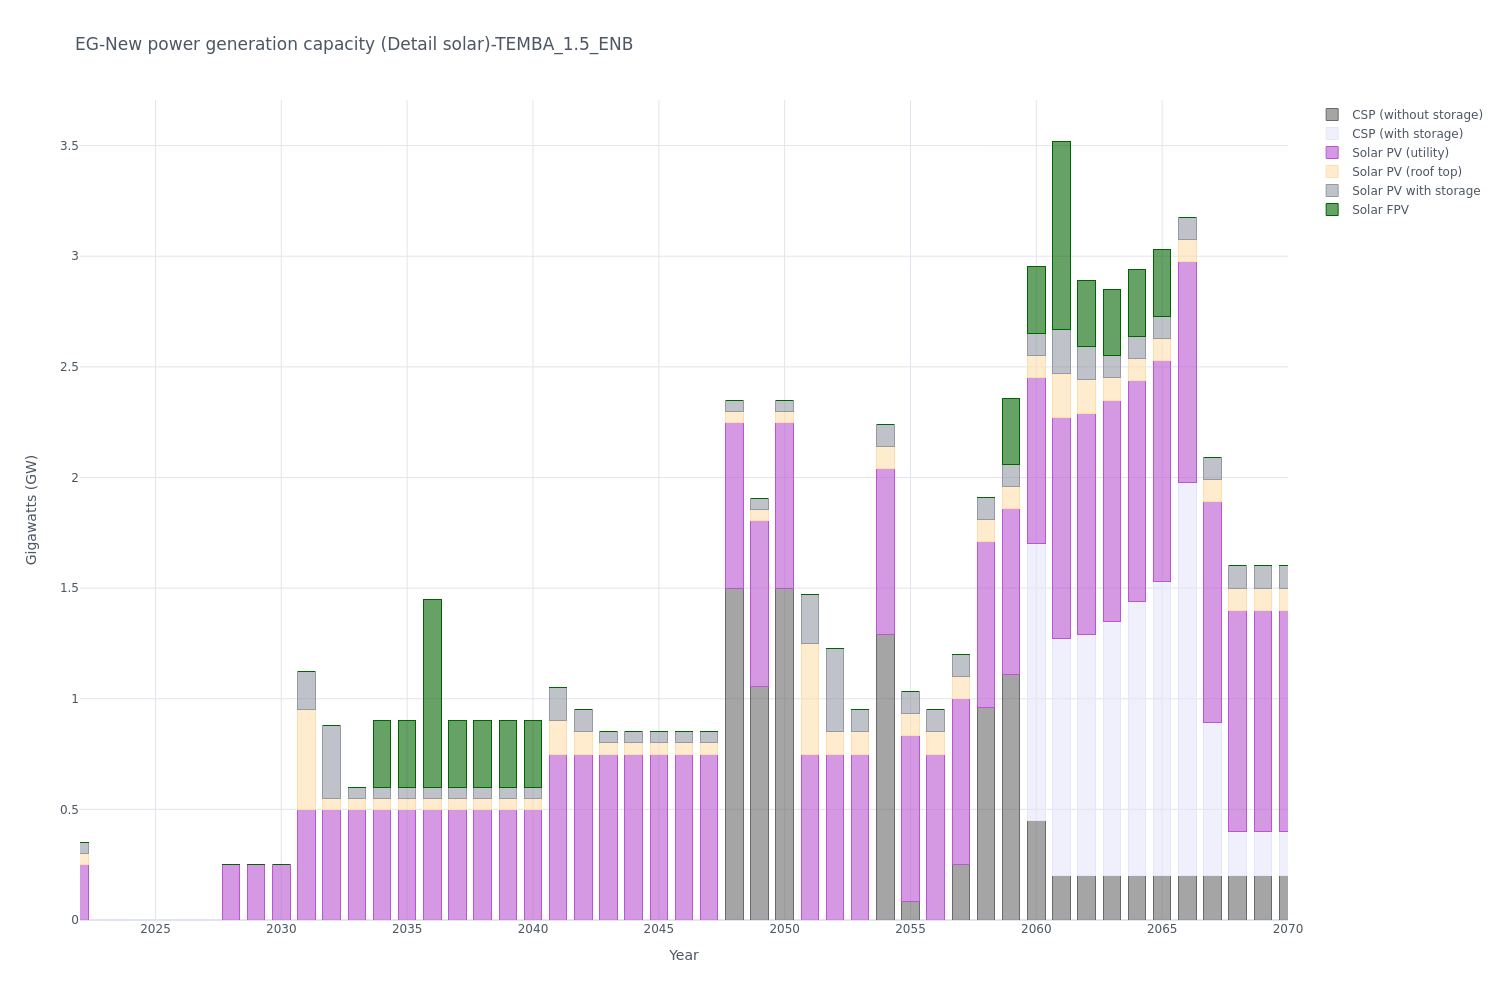 EG-New power generation capacity (Detail solar)-TEMBA_1.5_ENB
CSP (without storage)
CSP (with storage)
Solar PV (utility)
Solar PV (roof top)
Solar PV with storage
Solar FPV
3.5
3
2.5
2
1.5
1
0.5
0
Gigawatts (GW)
2025
2030
2035
2040
2045
2050
2055
2060
2065
2070
Year